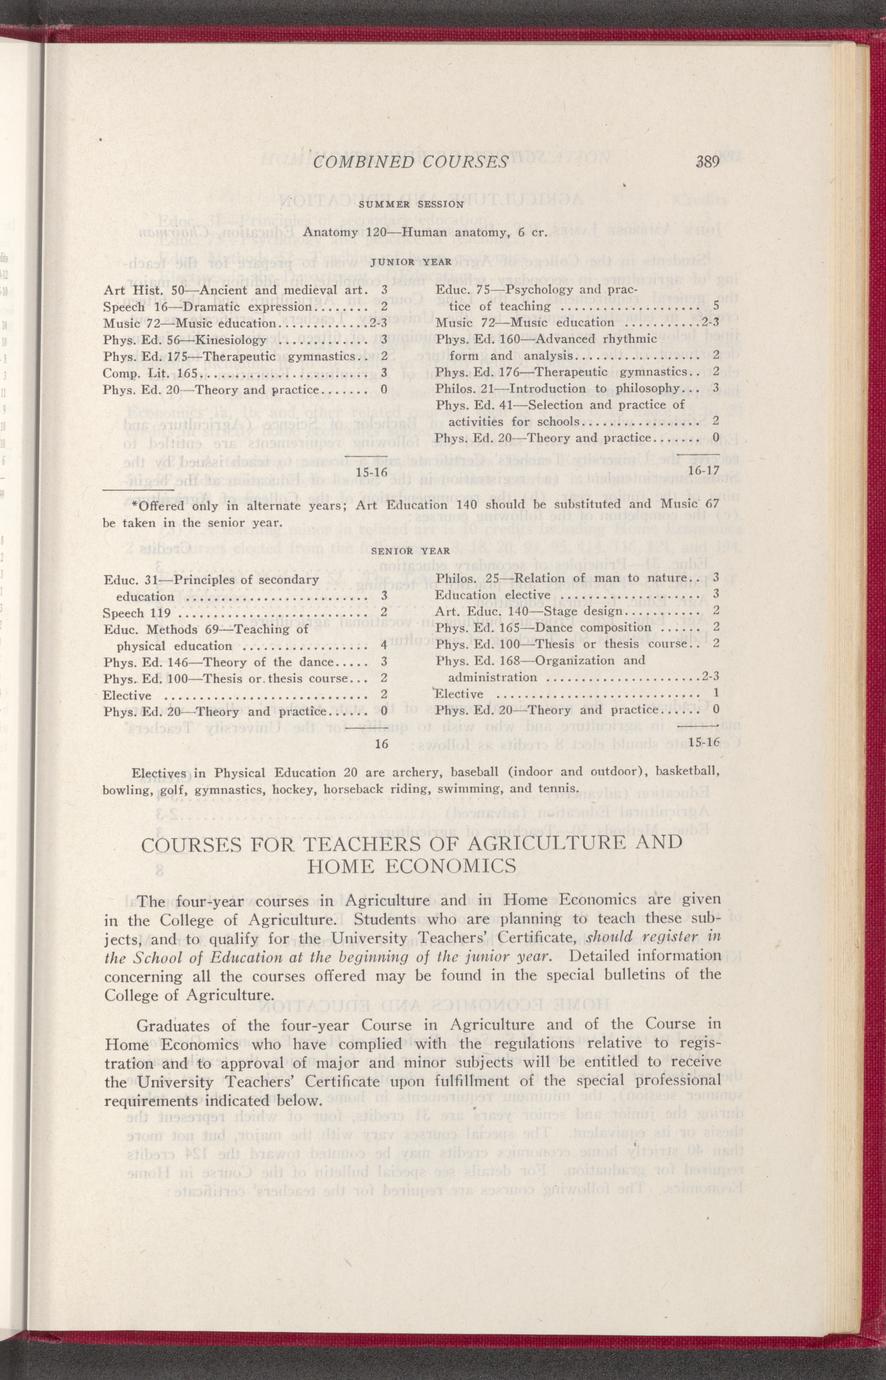 COMBINED COURSES 389
SUMMER SESSION
Anatomy 120—Human anatomy, 6 cr.
JUNIOR YEAR
Art Hist. 50—Ancient and medieval art. 3
Speech 16—Dramatic expression........ 2
Music 72—Music education.............2-3
Phys. Ed. 56—Kinesiology ............. 3
Phys. Ed. 175—Therapeutic gymnastics.. 2
Comp. Lit. 165........................ 3
Phys. Ed. 20—Theory and practice....... 0
15-16
Educ. 75—Psychology and prac-
tice of teaching .................... 5
Music 72—Music education ...........2-3
Phys. Ed. 160—Advanced rhythmic
form and analysis.................. 2
Phys. Ed. 176—Therapeutic gymnastics.. 2
Philos. 21—Introduction to philosophy... 3
Phys. Ed. 41—Selection and practice of
activities for schools................. 2
Phys. Ed. 20—Theory and practice....... 0
16-17
*Offered only in alternate years; Art Education 140 should be substituted and Music 67
be taken in the senior year.
SENIOR YEAR
Educ. 31—Principles of secondary
education .......................... 3
Speech 119 ........................... 2
Educ. Methods 69—Teaching of
physical education .................. 4
Phys. Ed. 146—Theory of the dance..... 3
Phys. Ed. 100—Thesis or thesis course... 2
Elective ............................. 2
Phys. Ed. 20—Theory and practice...... 0
16
Philos. 25—Relation of man to nature.. 3
Education elective .................... 3
Art. Educ. 140—Stage design........... 2
Phys. Ed. 165—Dance composition ...... 2
Phys. Ed. 100—Thesis or thesis course.. 2
Phys. Ed. 168—Organization and
administration ......................2-3
Elective ............................. 1
Phys. Ed. 20—Theory and practice...... 0
15-16
Electives in Physical Education 20 are archery, baseball (indoor and outdoor), basketball,
bowling, golf, gymnastics, hockey, horseback riding, swimming, and tennis.
COURSES FOR TEACHERS OF AGRICULTURE AND
HOME ECONOMICS
The four-year courses in Agriculture and in Home Economics are given
in the College of Agriculture. Students who are planning to teach these sub-
jects, and to qualify for the University Teachers' Certificate, should register in
the School of Education at the beginning of the junior year. Detailed information
concerning all the courses offered may be found in the special bulletins of the
College of Agriculture.
Graduates of the four-year Course in Agriculture and of the Course in
Home Economics who have complied with the regulations relative to regis-
tration and to approval of major and minor subjects will be entitled to receive
the University Teachers' Certificate upon fulfillment of the special professional
requirements indicated below.